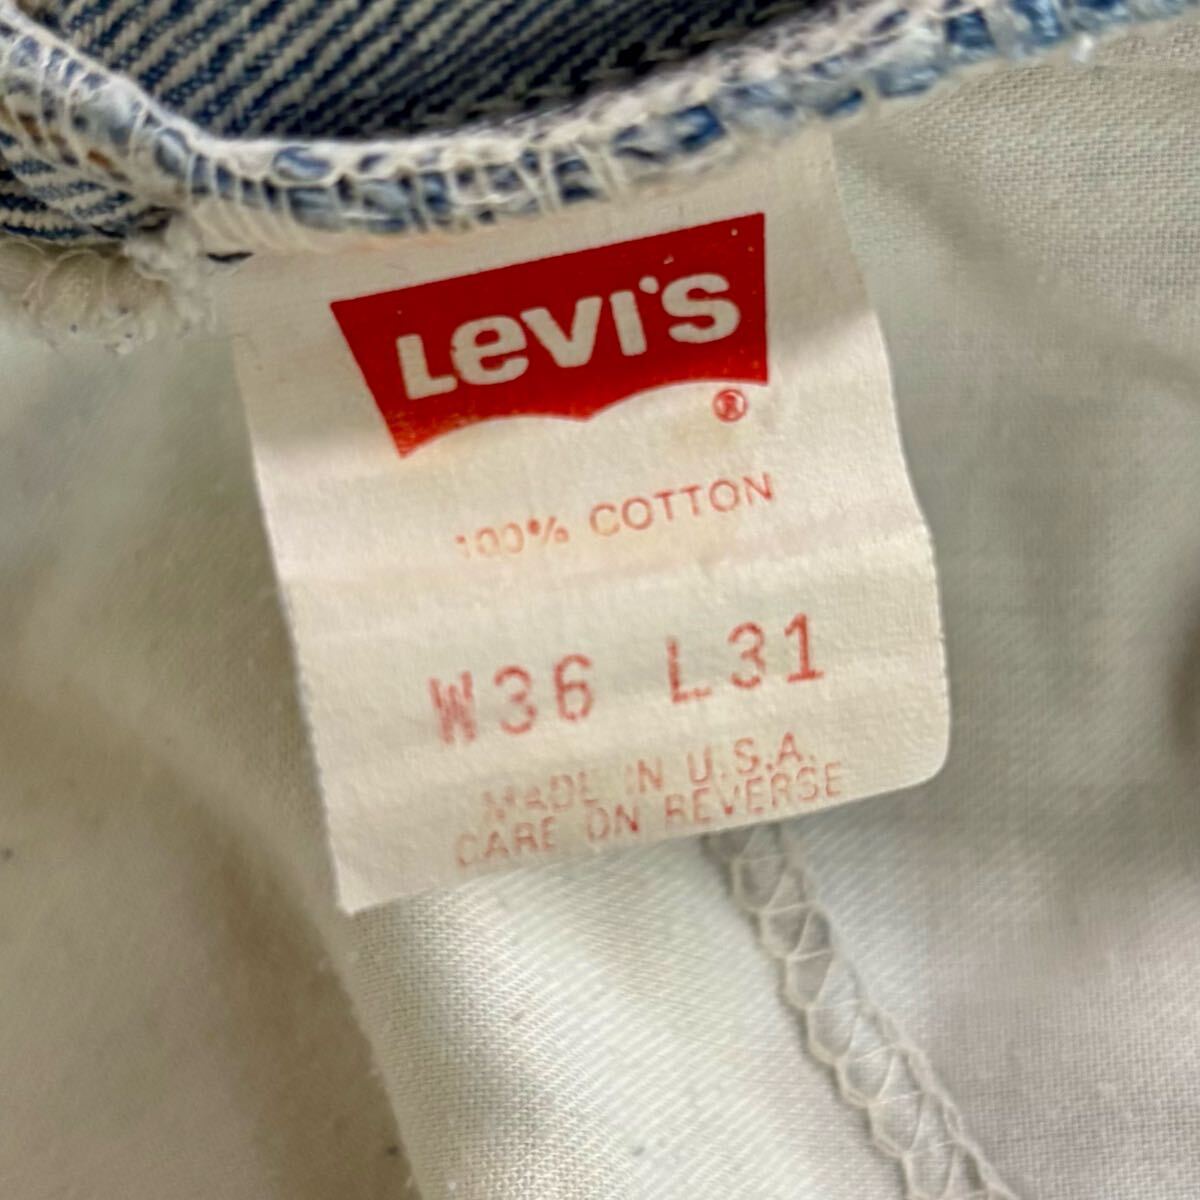 Levi's
®
100% COTTON
W36 L31
MADE IN U.S.A.
CARE ON REVERSE